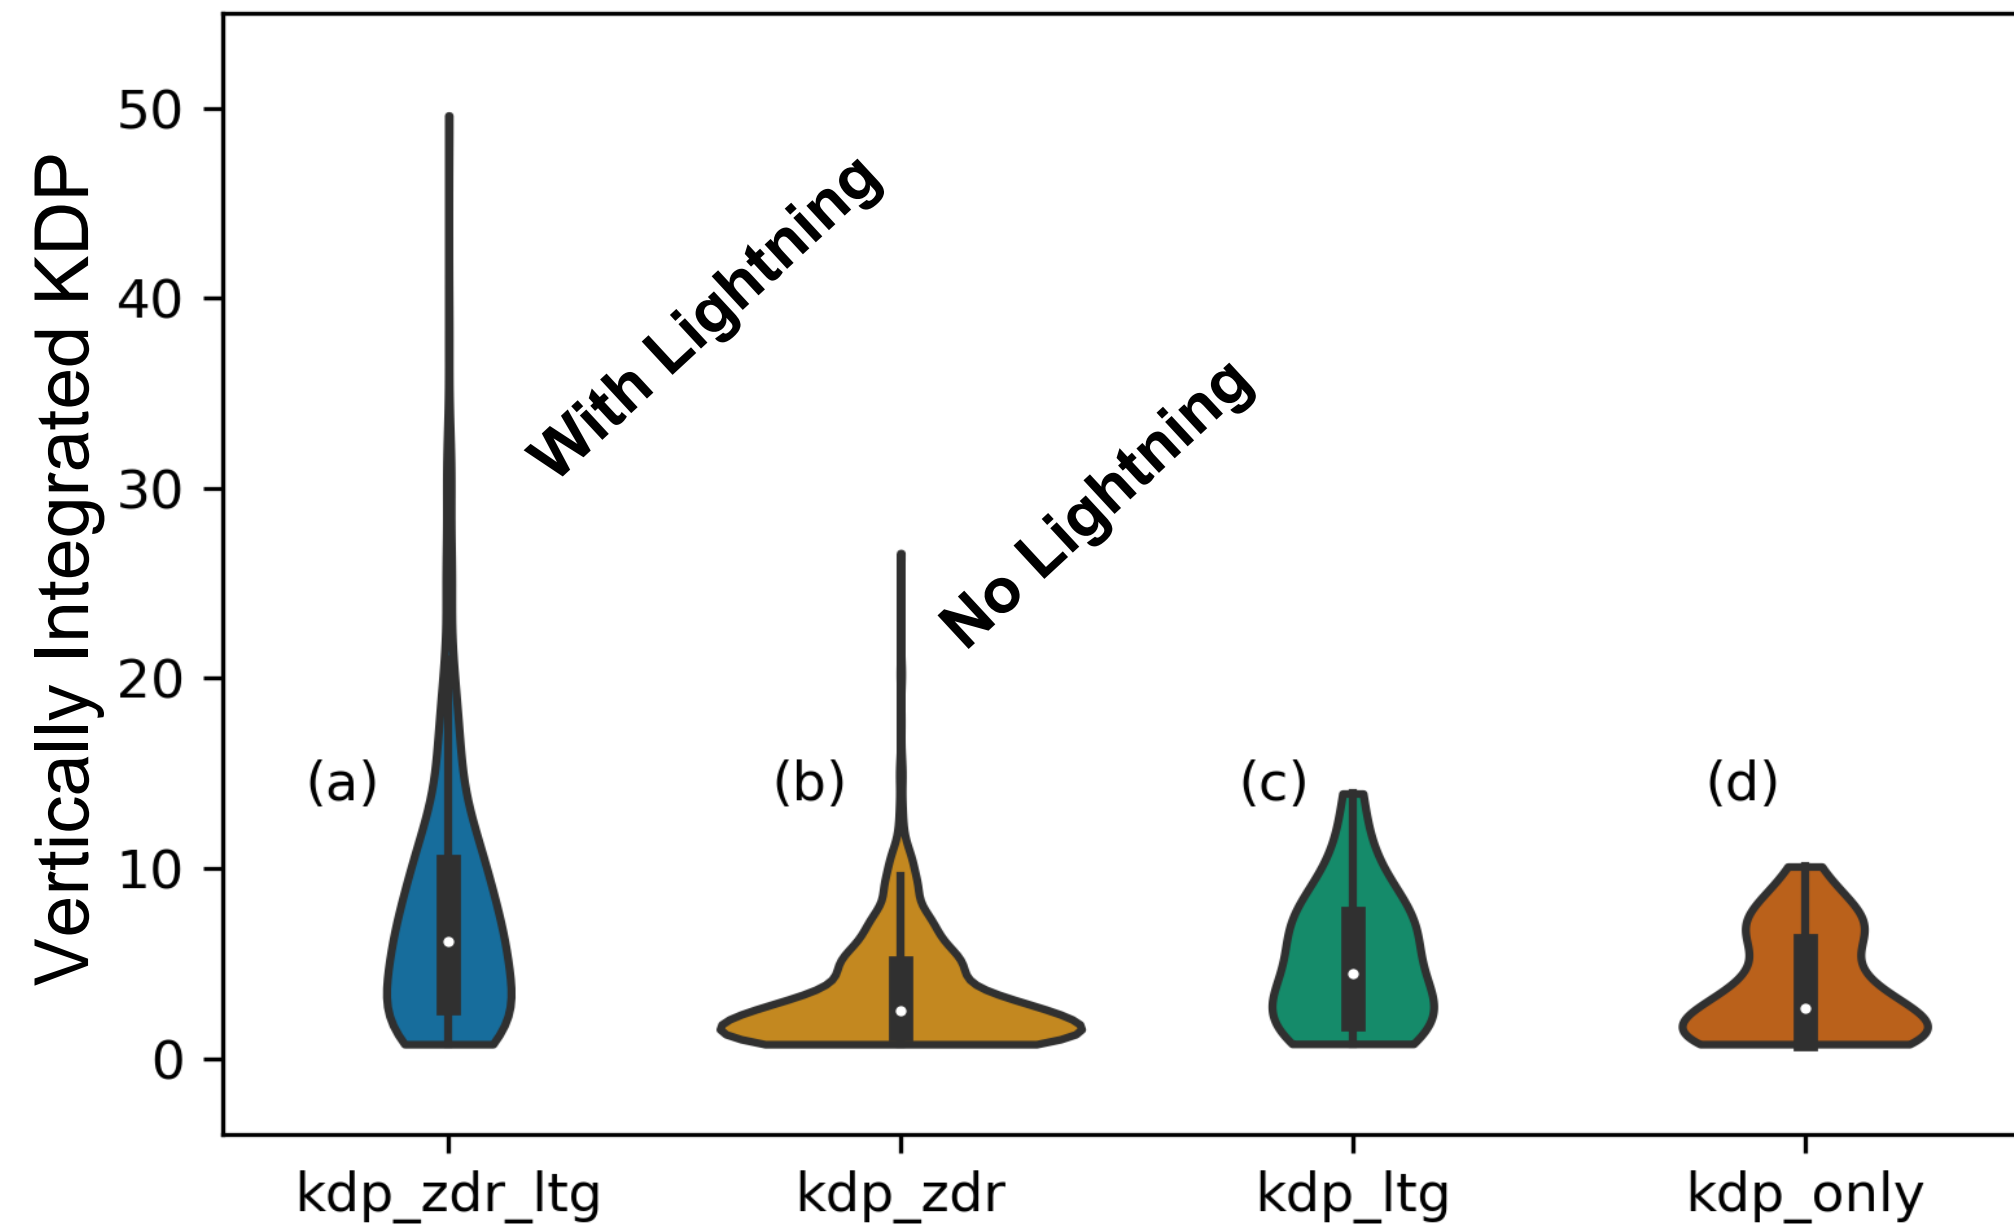 Vertically Integrated KDP
50
40
30
20
10
0
With Lightning
No Lightning
(a)
(b)
(c)
(d)
kdp_zdr_ltg
kdp_zdr
kdp_ltg
kdp_only